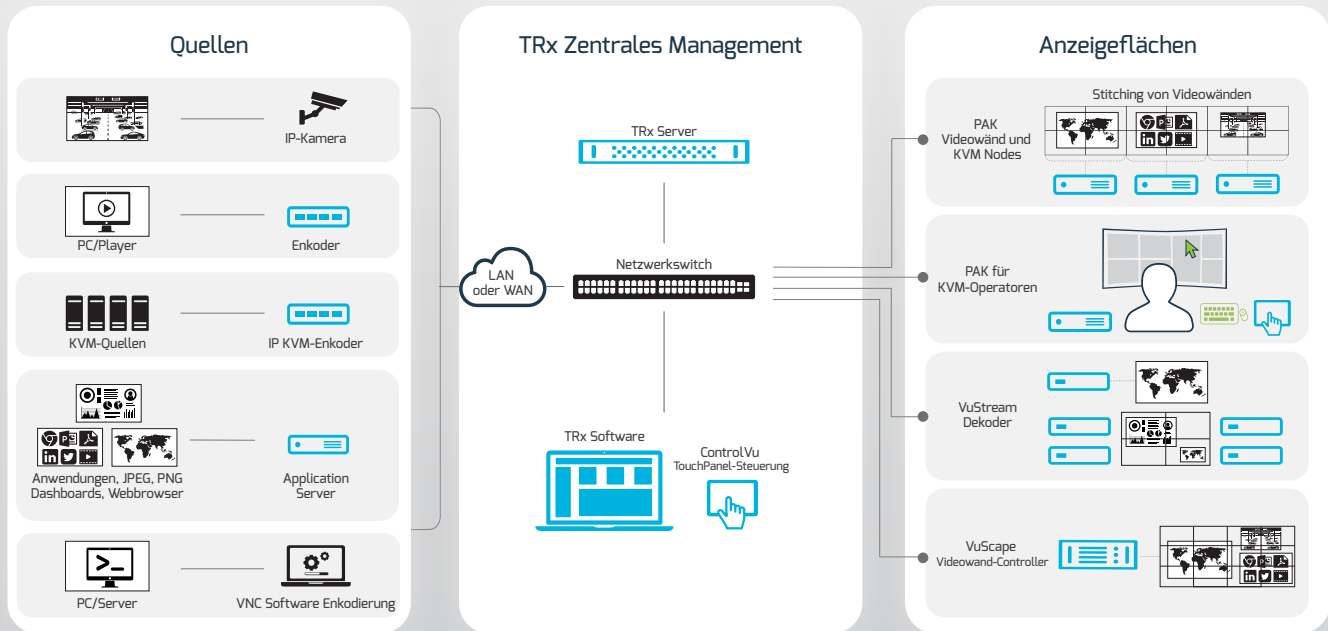 Quellen
IP-Kamera
PC/Player
Enkoder
KVM-Quellen
IP KVM-Enkoder
Anwendungen, JPEG, PNG
Dashboards, Webbrowser
Application
Server
PC/Server
VNC Software Enkodierung
LAN
oder WAN
TRx Zentrales Management
TRx Server
Netzwerkswitch
TRx Software
ControlVu
TouchPanel-Steuerung
Anzeigeflächen
PAK
Videowänd und
KVM Nodes
Stitching von Videowänden
PAK für
KVM-Operatoren
VuStream
Dekoder
VuScape
Videowand-Controller